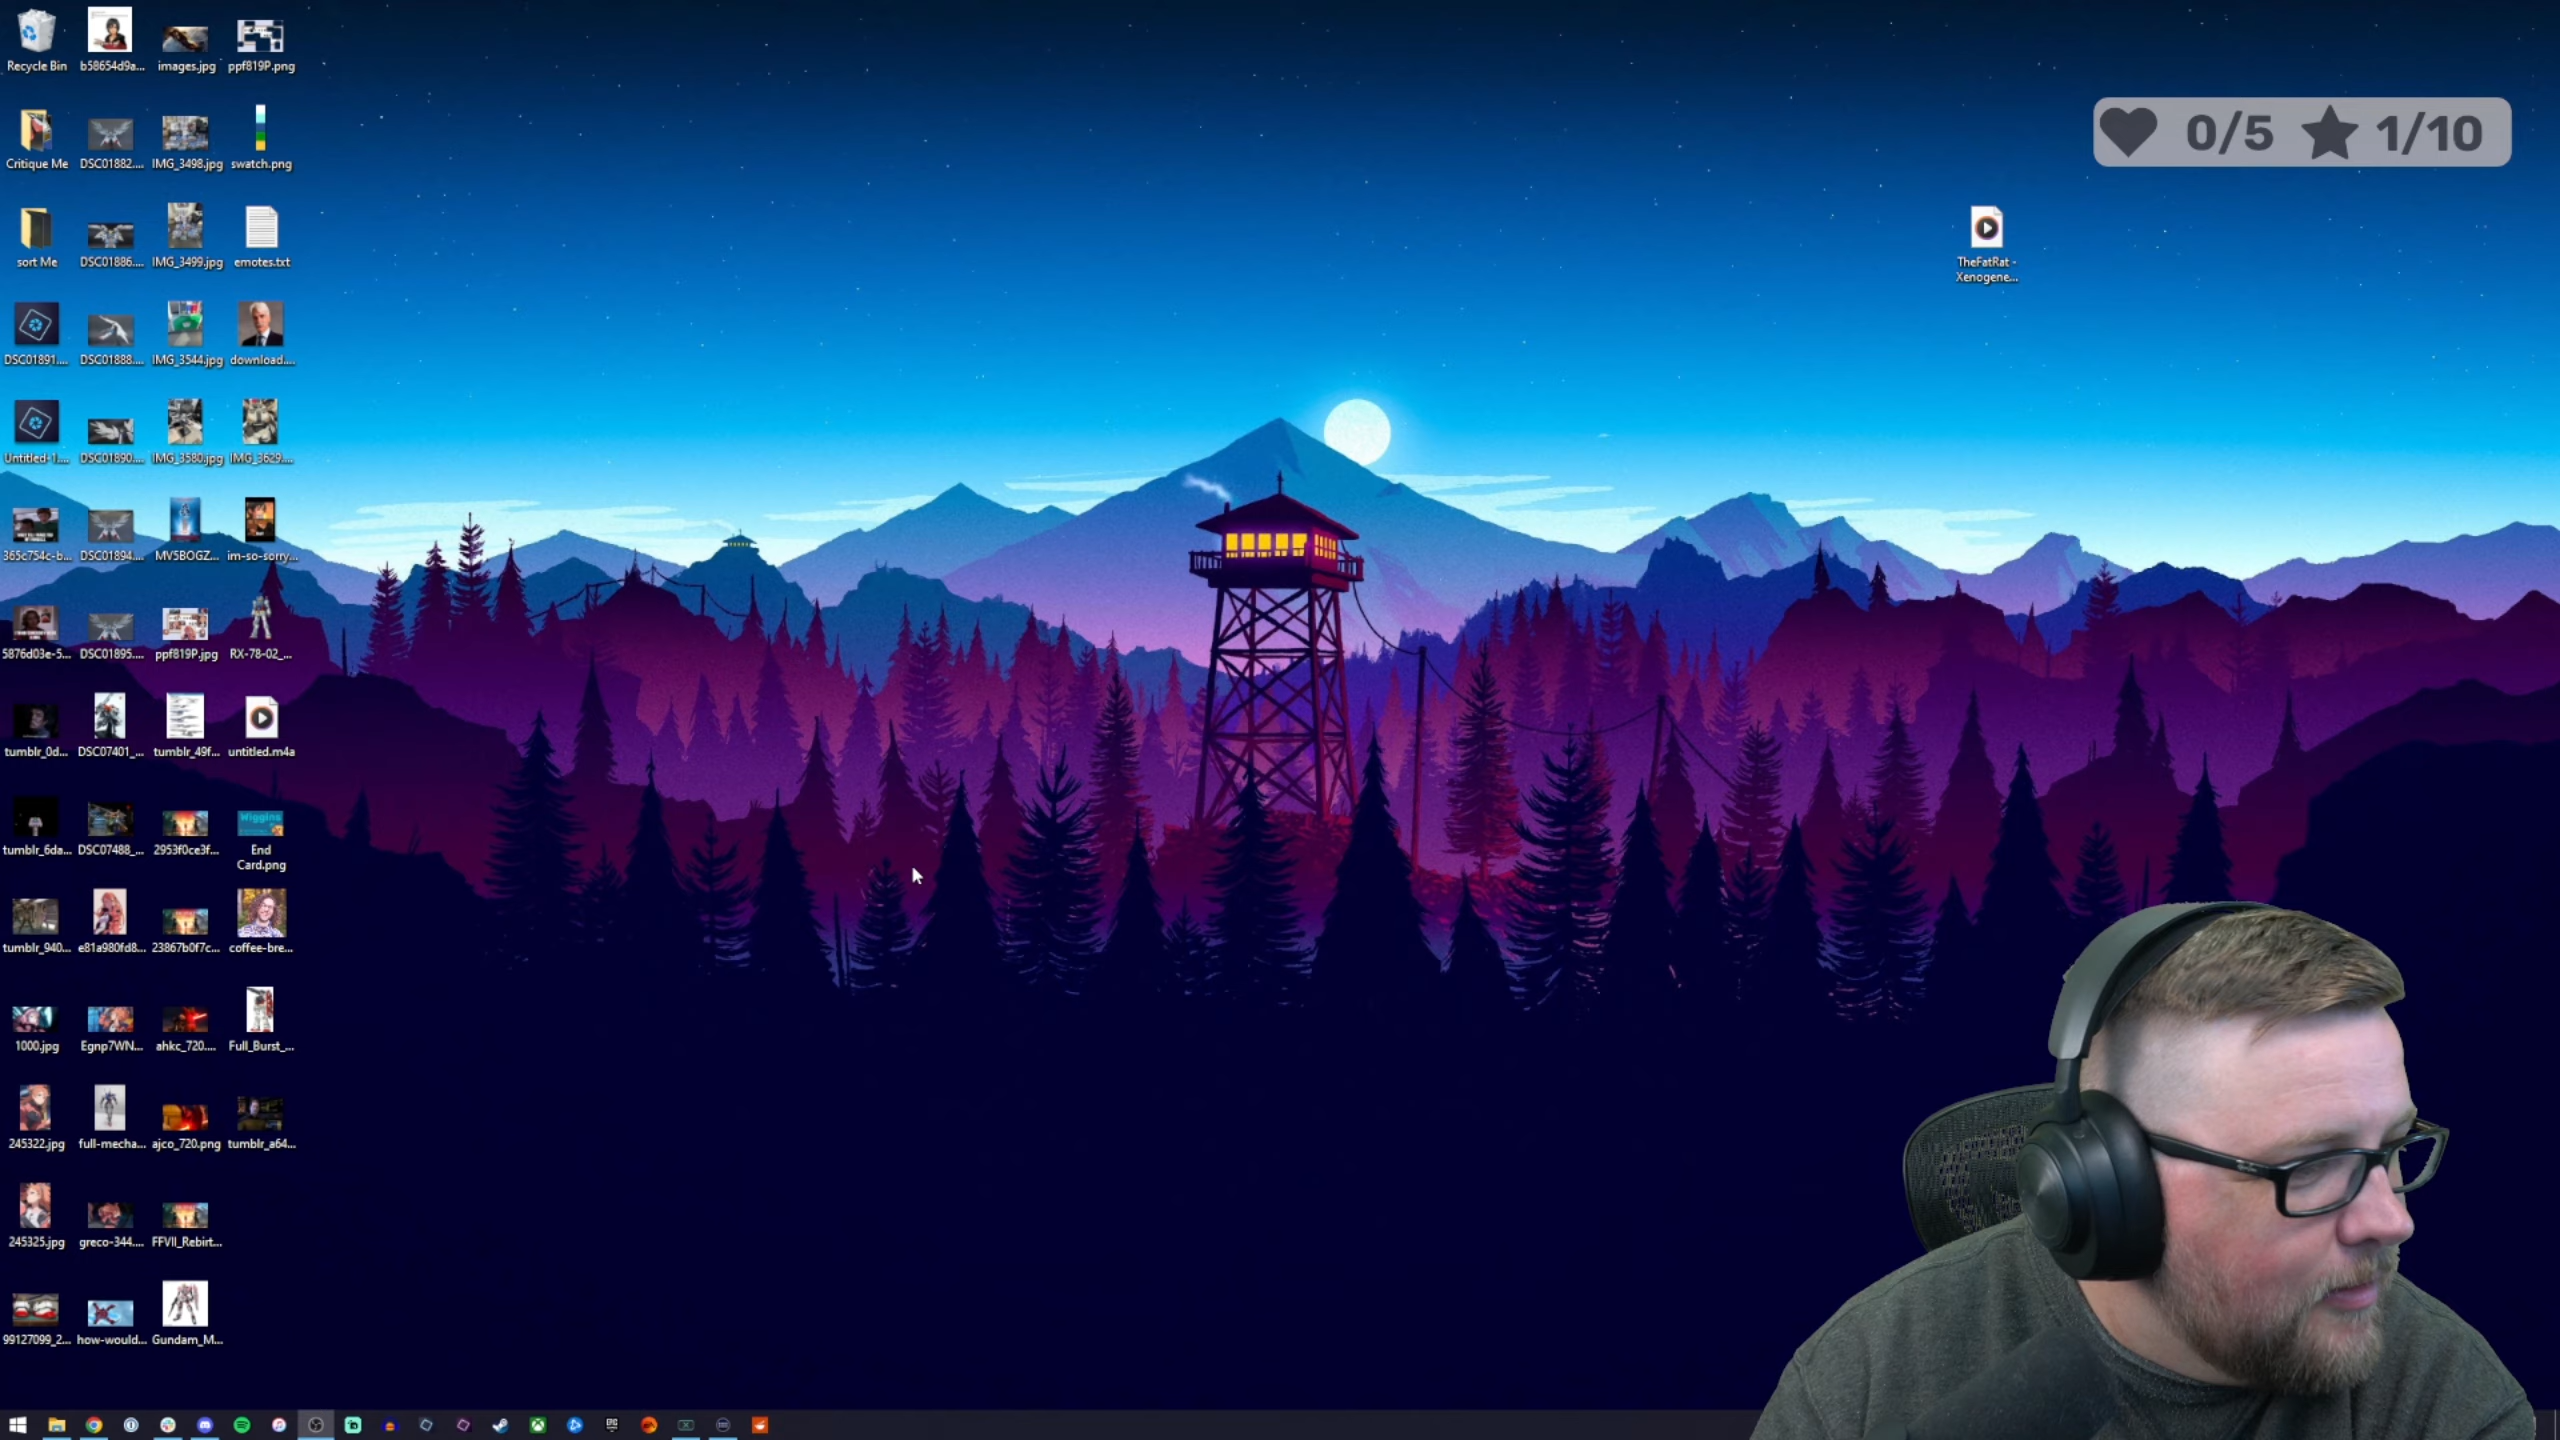 Recycle Bin
b58654d9a...
images.jpg
ppf819P.png
0/5 1/10
Critique Me
DSC01882....
IMG_3498.jpg
swatch.png
sort Me
DSC01886....
IMG_3499.jpg
emotes.txt
TheFatRat -
Xenogene...
DSC01891....
DSC01888....
IMG_3544.jpg
download....
Untitled-1....
DSC01890....
IMG_3580.jpg
IMG_3629....
365c754c-b...
DSC01894....
MV5BOGZ...
im-so-sorry...
5876d03e-5...
DSC01895....
ppf819P.jpg
RX-78-02_...
tumblr_0d...
DSC07401_...
tumblr_49f...
untitled.m4a
Wiggins
tumblr_6da...
DSC07488_...
2953f0ce3f...
End
Card.png
tumblr_940...
e81a980fd8...
23867b0f7c...
coffee-bre...
1000.jpg
Egnp7WN...
ahkc_720....
Full_Burst_...
245322.jpg
full-mecha...
ajco_720.png
tumblr_a64...
245325.jpg
greco-344....
FFVII_Rebirt...
99127099_2...
how-would...
Gundam_M...